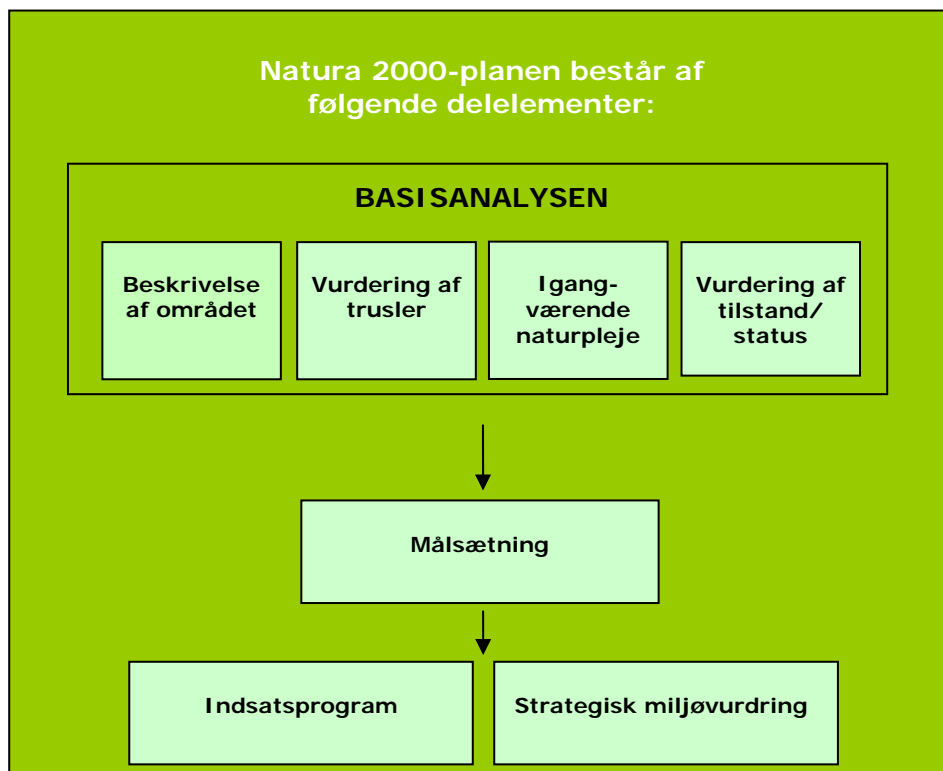 Natura 2000-planen består af
følgende delelementer:
BASISANALYSEN
Beskrivelse
af området
Vurdering af
trusler
Igang-
værende
naturpleje
Vurdering af
tilstand/
status
Målsætning
Indsatsprogram
Strategisk miljøvurdring